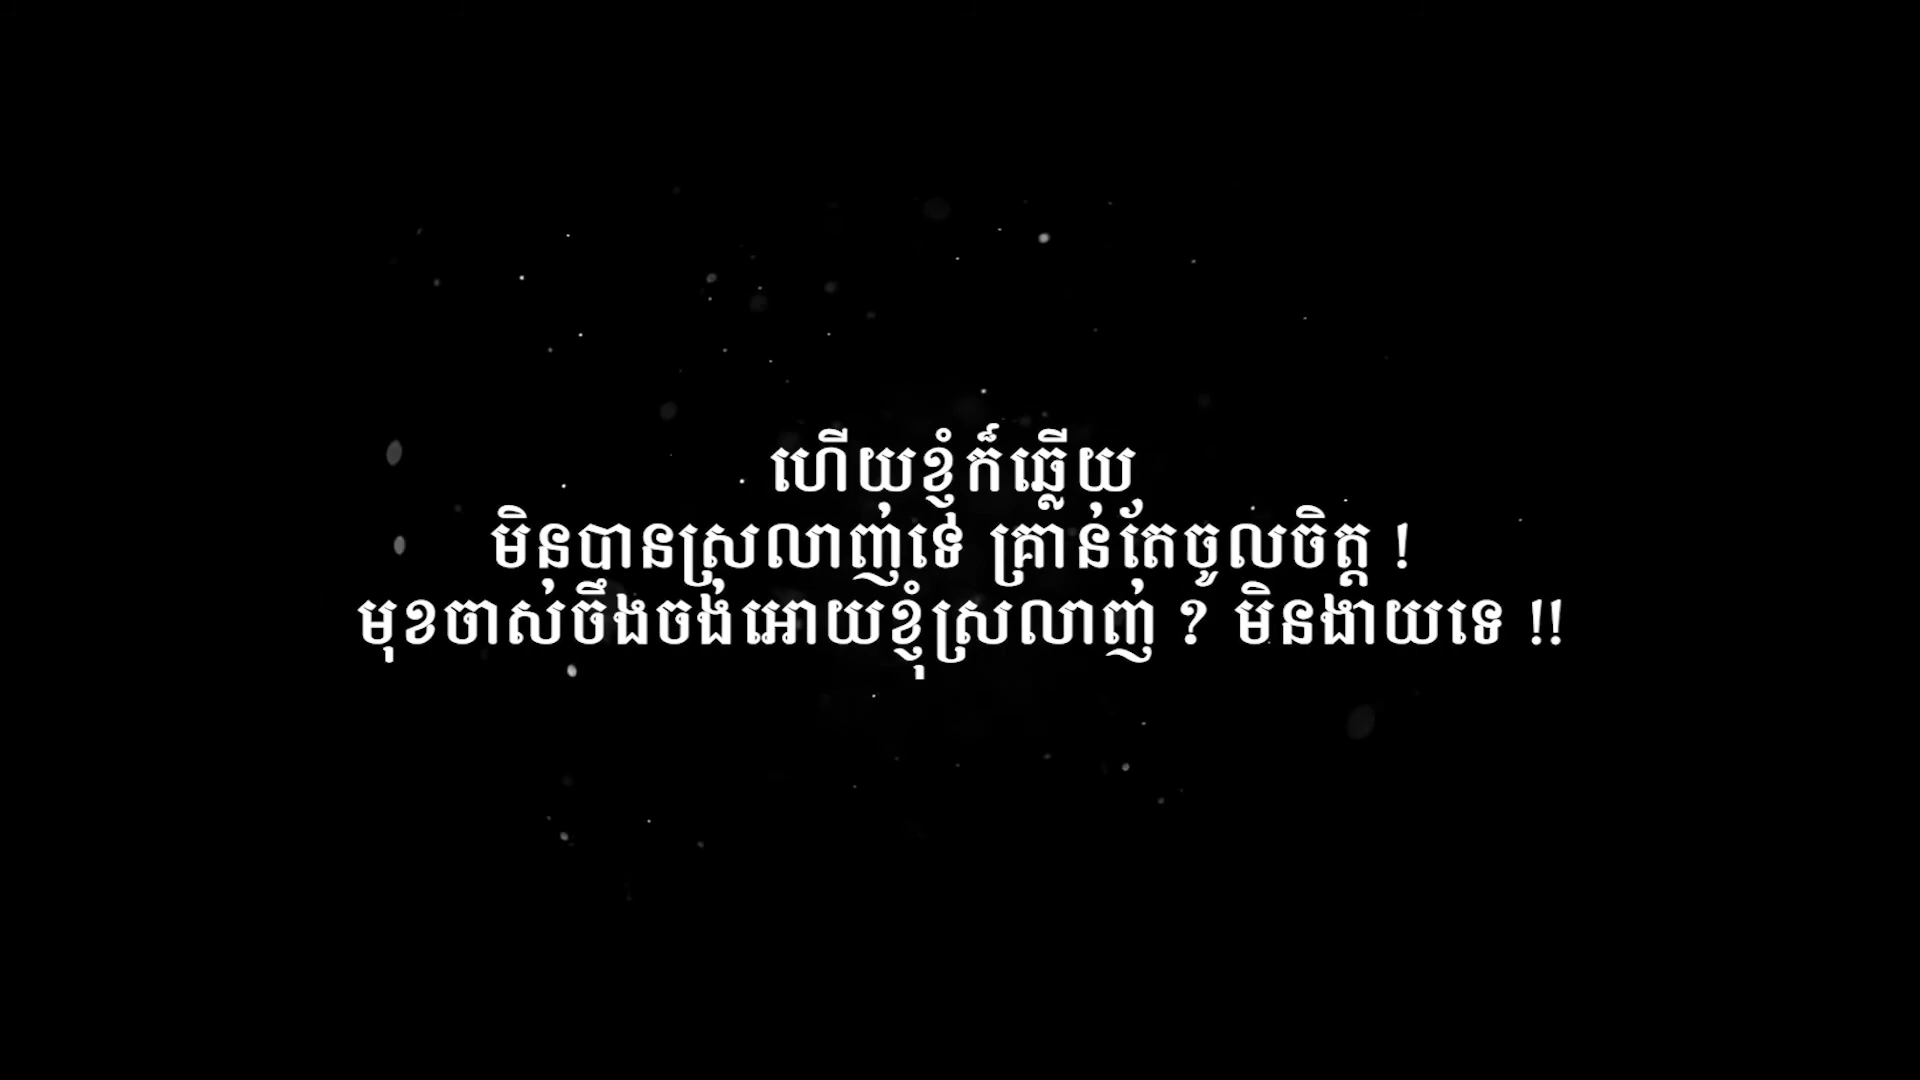 ហើយខ្ញុំក៏ឆ្លើយ
មិនបានស្រលាញ់ទេ គ្រាន់តែចូលចិត្ត !
មុខចាស់ចឹងចង់អោយខ្ញុំស្រលាញ់ ? មិនងាយទេ !!